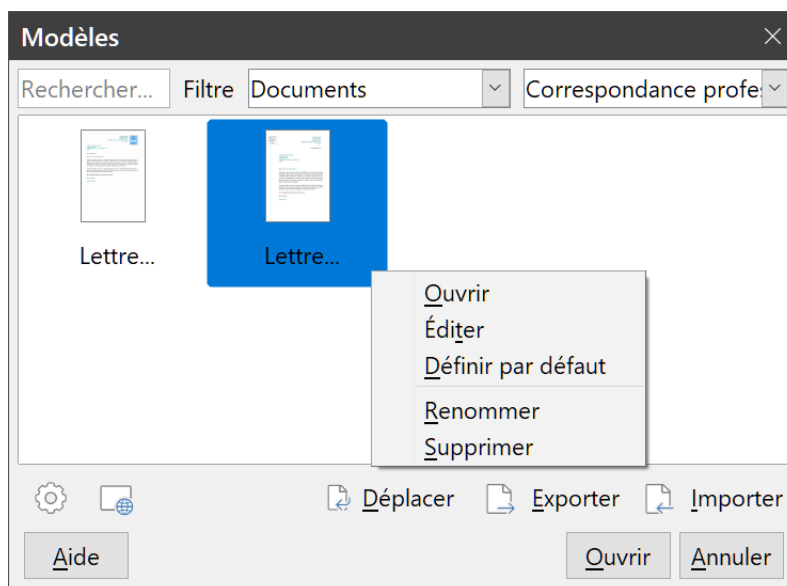 Modèles
Rechercher... Filtre Documents Correspondance profe
Lettre... Lettre...
Ouvrir
Éditer
Définir par défaut
Renommer
Supprimer
Déplacer Exporter Importer
Aide Ouvrir Annuler